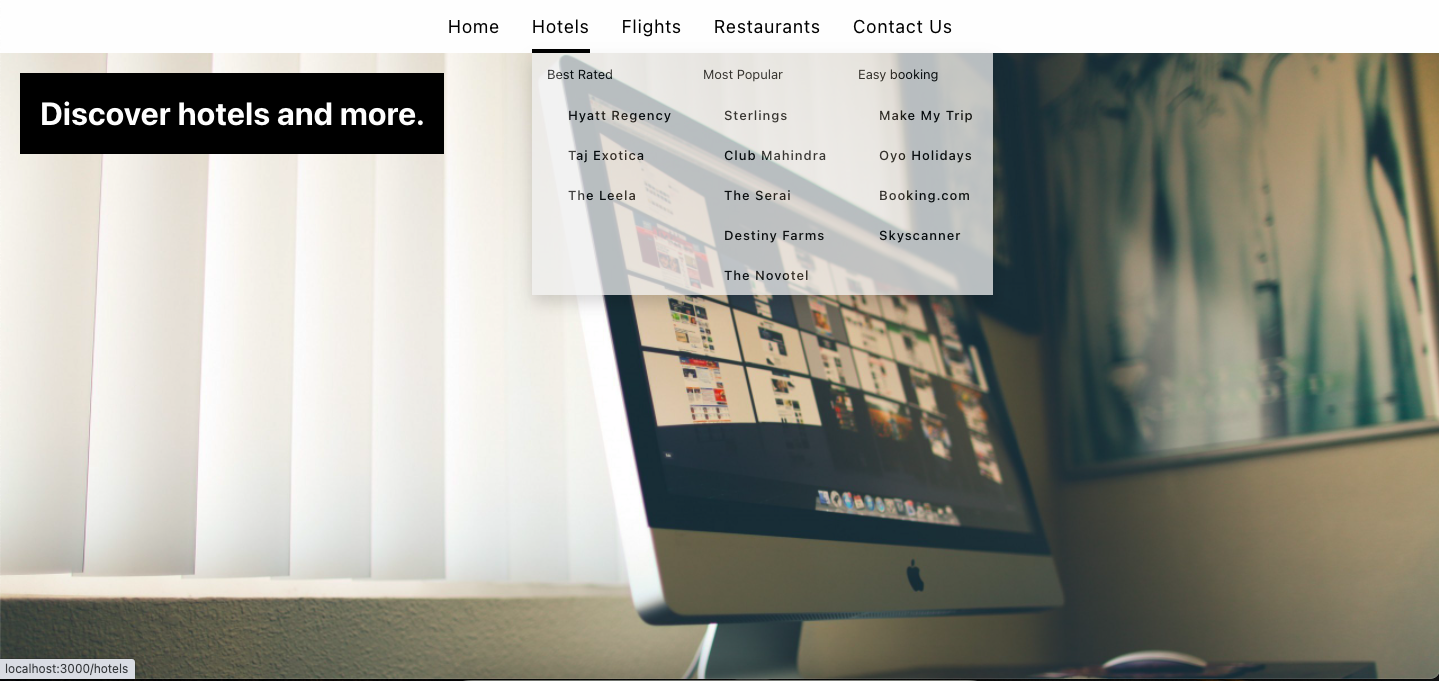 Home Hotels Flights Restaurants Contact Us
Discover hotels and more.
Best Rated Most Popular Easy booking
Hyatt Regency Sterlings Make My Trip
Taj Exotica Club Mahindra Oyo Holidays
The Leela The Serai Booking.com
Destiny Farms Skyscanner
The Novotel
localhost:3000/hotels